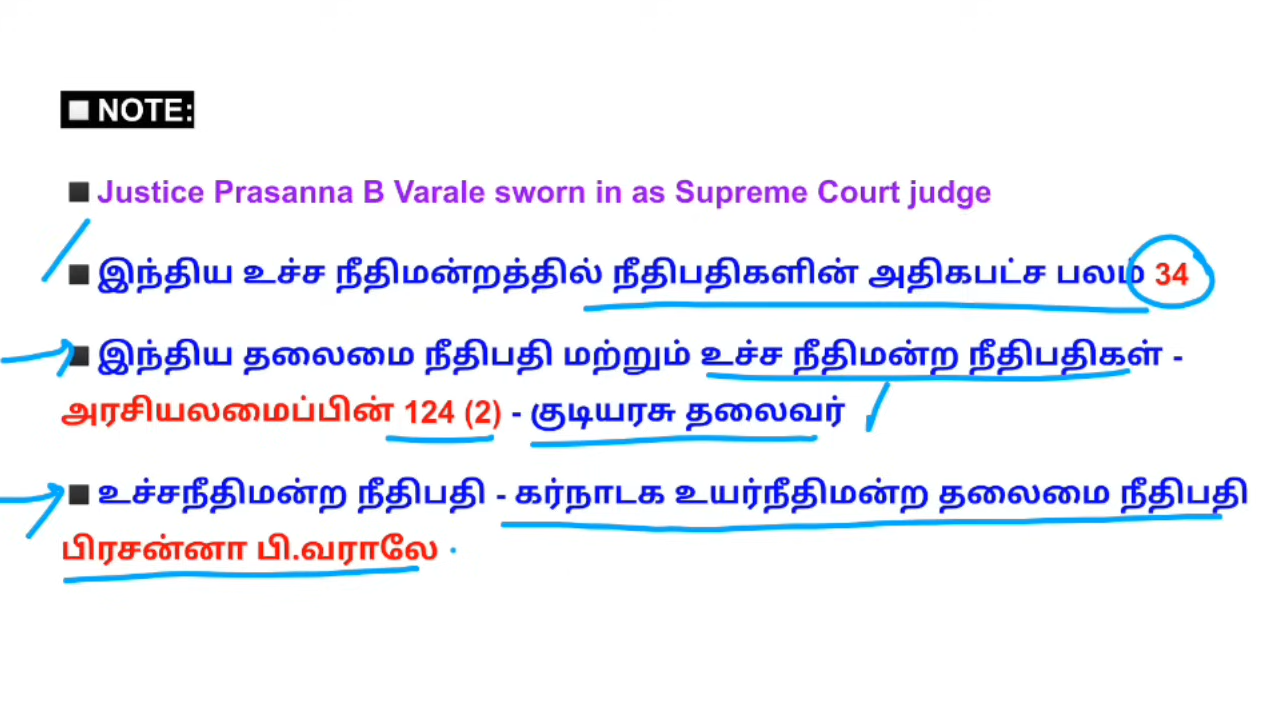 ◻ NOTE:
◾ Justice Prasanna B Varale sworn in as Supreme Court judge
◾ இந்திய உச்ச நீதிமன்றத்தில் நீதிபதிகளின் அதிகபட்ச பலம் 34
◾ இந்திய தலைமை நீதிபதி மற்றும் உச்ச நீதிமன்ற நீதிபதிகள் -
அரசியலமைப்பின் 124 (2) - குடியரசு தலைவர்
◾ உச்சநீதிமன்ற நீதிபதி - கர்நாடக உயர்நீதிமன்ற தலைமை நீதிபதி
பிரசன்னா பி.வராலே